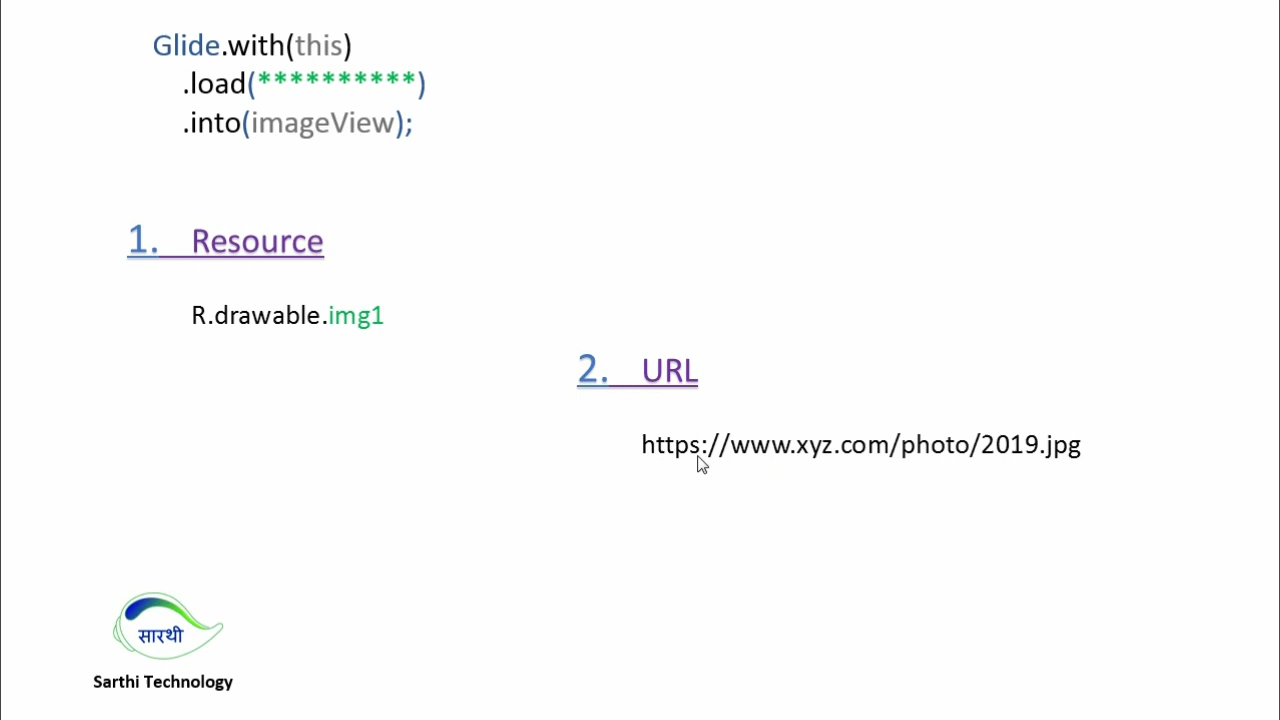 Glide.with(this)
.load(**********)
.into(imageView);
1. Resource
R.drawable.img1
2. URL
https://www.xyz.com/photo/2019.jpg
सारथी
Sarthi Technology